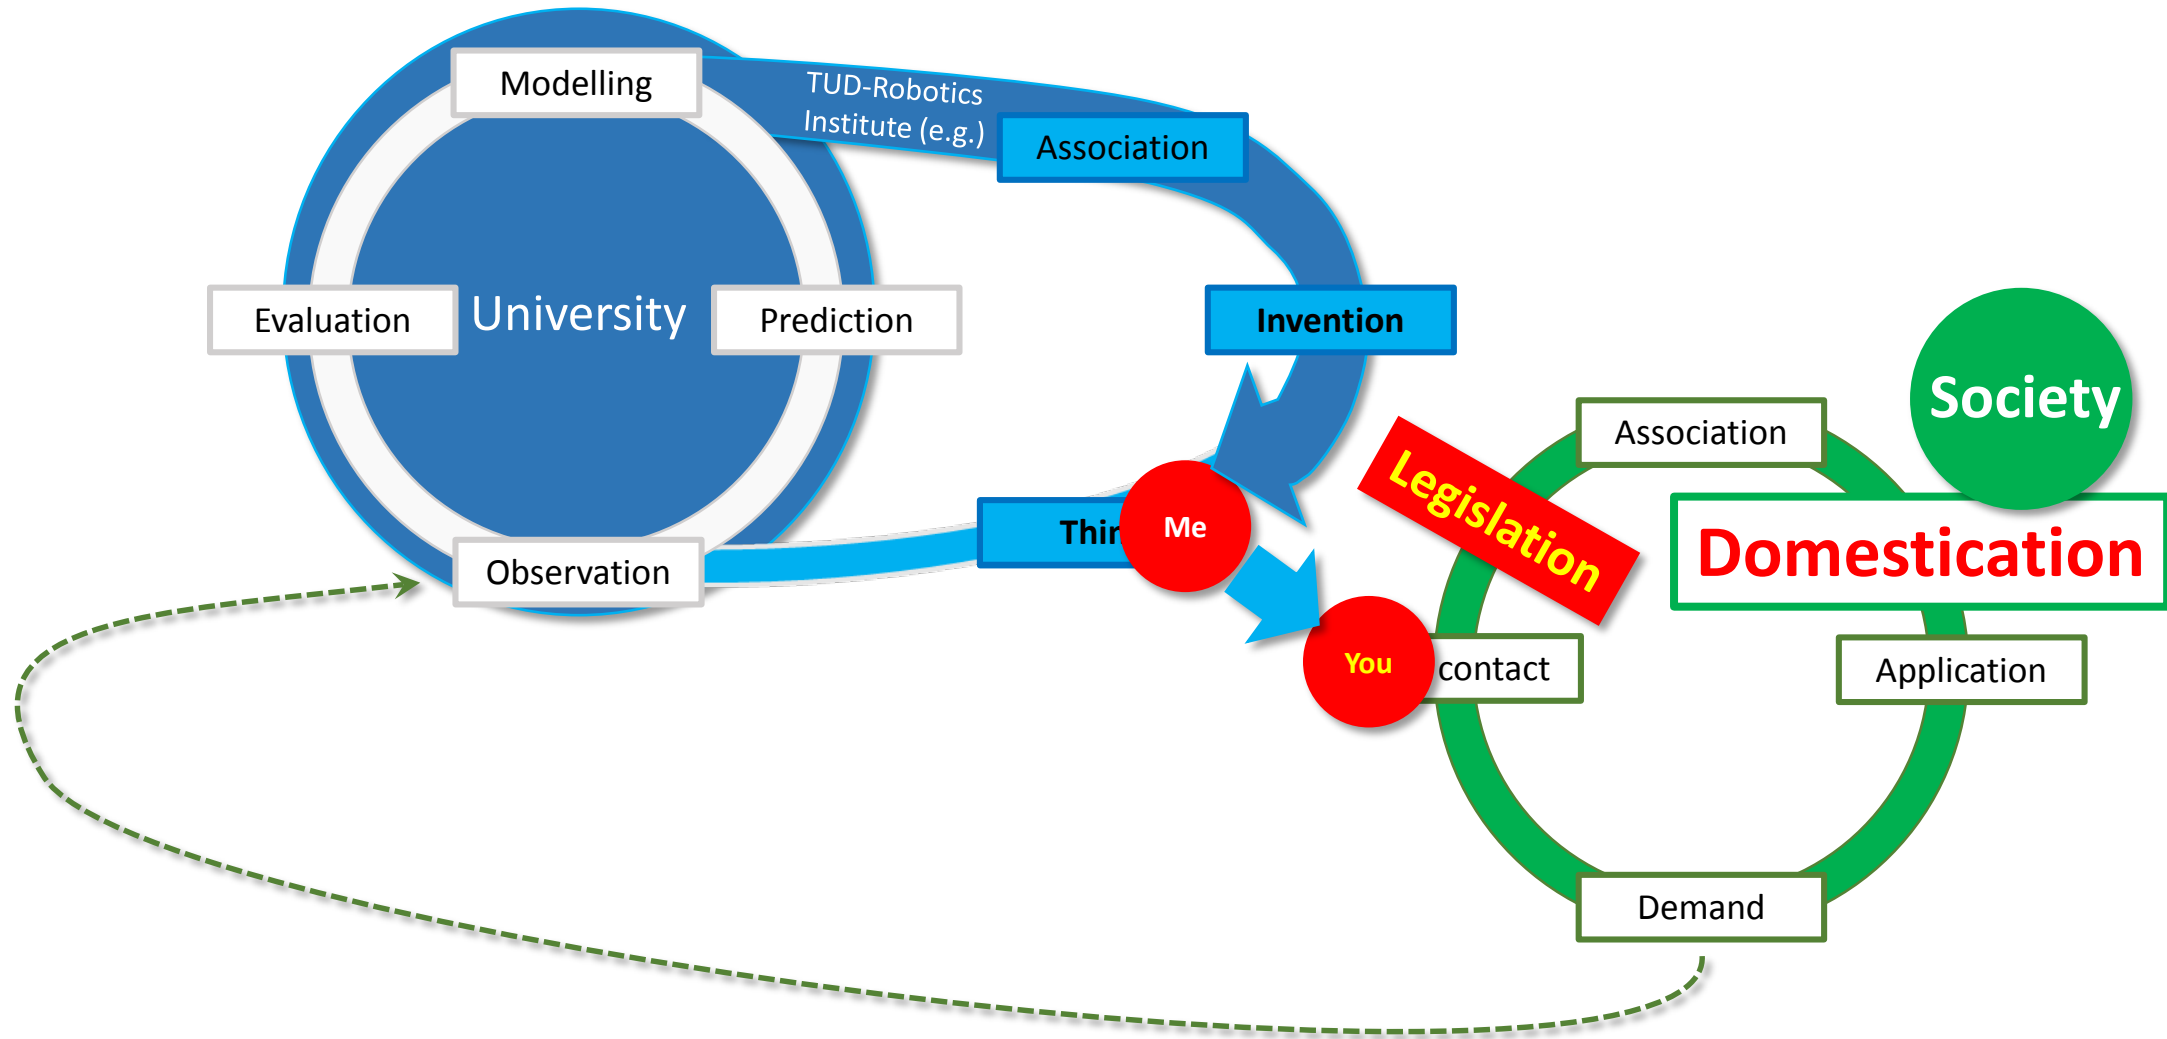 Modelling
TUD-Robotics
Institute (e.g.)
Association
Evaluation
University
Prediction
Invention
Society
Association
Legislation
Domestication
Me
Observation
You
contact
Application
Demand